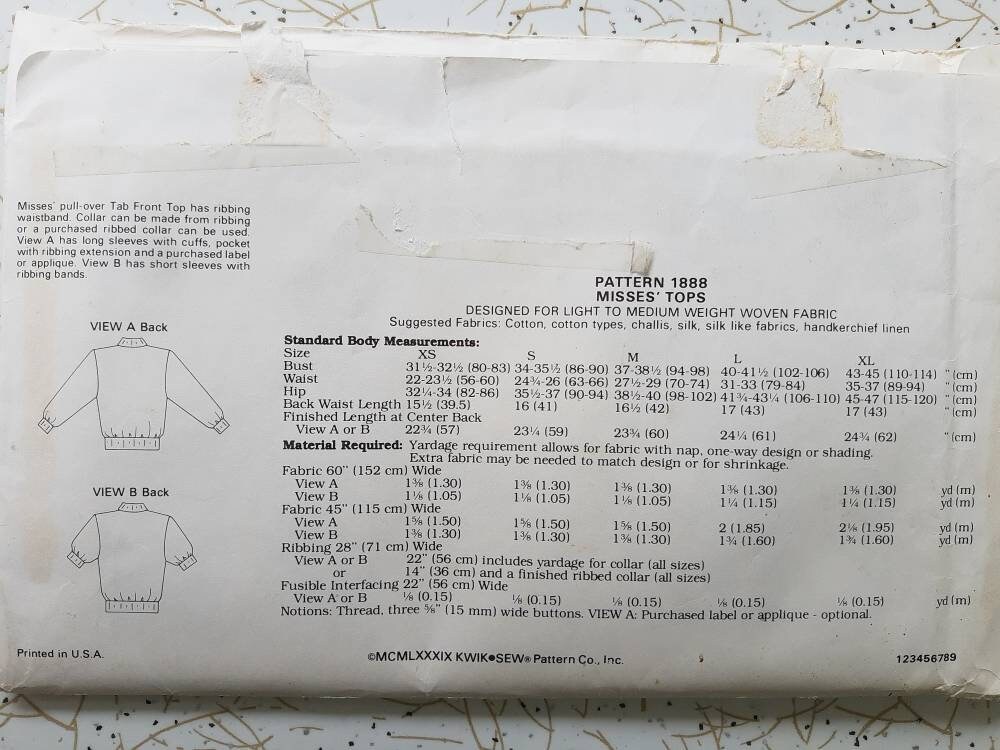 Misses' pull-over Tab Front Top has ribbing
waistband. Collar can be made from ribbing
or a purchased ribbed collar can be used.
View A has long sleeves with cuffs, pocket
with ribbing extension and a purchased label
or applique. View B has short sleeves with
ribbing bands.
VIEW A Back
VIEW B Back
PATTERN 1888
MISSES' TOPS
DESIGNED FOR LIGHT TO MEDIUM WEIGHT WOVEN FABRIC
Suggested Fabrics: Cotton, cotton types, challis, silk, silk like fabrics, handkerchief linen
Standard Body Measurements:
Size XS S M L XL
Bust 31½-32½ (80-83) 34-35½ (86-90) 37-38½ (94-98) 40-41½ (102-106) 43-45 (110-114) " (cm)
Waist 22-23½ (56-60) 24¾-26 (63-66) 27½-29 (70-74) 31-33 (79-84) 35-37 (89-94) " (cm)
Hip 32¼-34 (82-86) 35½-37 (90-94) 38½-40 (98-102) 41¾-43¼ (106-110) 45-47 (115-120) " (cm)
Back Waist Length 15½ (39.5) 16 (41) 16½ (42) 17 (43) 17 (43) " (cm)
Finished Length at Center Back
View A or B 22¾ (57) 23¼ (59) 23¾ (60) 24¼ (61) 24¾ (62) " (cm)
Material Required: Yardage requirement allows for fabric with nap, one-way design or shading.
Extra fabric may be needed to match design or for shrinkage.
Fabric 60" (152 cm) Wide
View A 1⅜ (1.30) 1⅜ (1.30) 1⅜ (1.30) 1⅜ (1.30) 1⅜ (1.30) yd (m)
View B 1⅛ (1.05) 1⅛ (1.05) 1⅛ (1.05) 1¼ (1.15) 1¼ (1.15) yd (m)
Fabric 45" (115 cm) Wide
View A 1⅝ (1.50) 1⅝ (1.50) 1⅝ (1.50) 2 (1.85) 2⅛ (1.95) yd (m)
View B 1⅜ (1.30) 1⅜ (1.30) 1⅜ (1.30) 1¾ (1.60) 1¾ (1.60) yd (m)
Ribbing 28" (71 cm) Wide
View A or B 22" (56 cm) includes yardage for collar (all sizes)
or 14" (36 cm) and a finished ribbed collar (all sizes)
Fusible Interfacing 22" (56 cm) Wide
View A or B ⅛ (0.15) ⅛ (0.15) ⅛ (0.15) ⅛ (0.15) ⅛ (0.15) yd (m)
Notions: Thread, three ⅝" (15 mm) wide buttons. VIEW A: Purchased label or applique - optional.
Printed in U.S.A.
©MCMLXXXIX KWIK•SEW® Pattern Co., Inc.
123456789